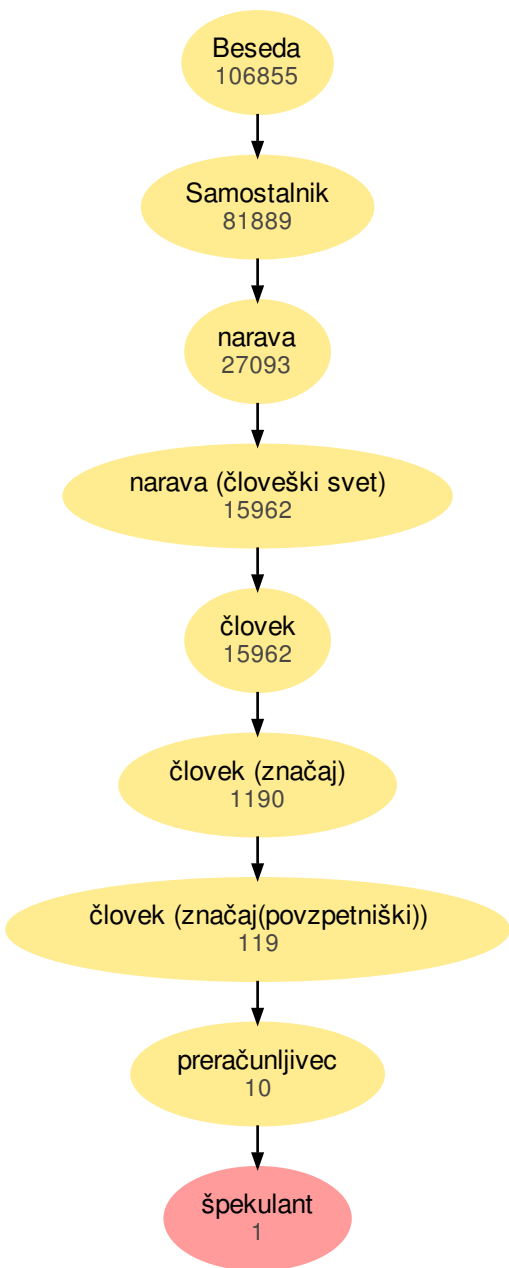 Beseda
106855
Samostalnik
81889
narava
27093
narava (človeški svet)
15962
človek
15962
človek (značaj)
1190
človek (značaj(povzpetniški))
119
preračunljivec
10
špekulant
1